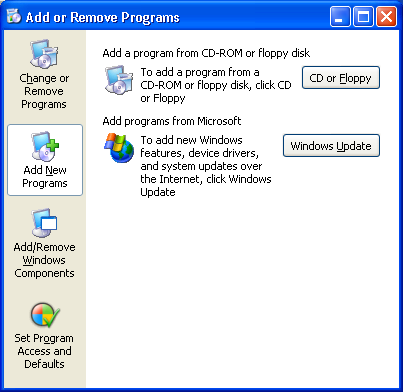 Add or Remove Programs
Change or
Remove
Programs
Add New
Programs
Add/Remove
Windows
Components
Set Program
Access and
Defaults
Add a program from CD-ROM or floppy disk
To add a program from a
CD-ROM or floppy disk, click CD
or Floppy
CD or Floppy
Add programs from Microsoft
To add new Windows
features, device drivers,
and system updates over
the Internet, click Windows
Update
Windows Update